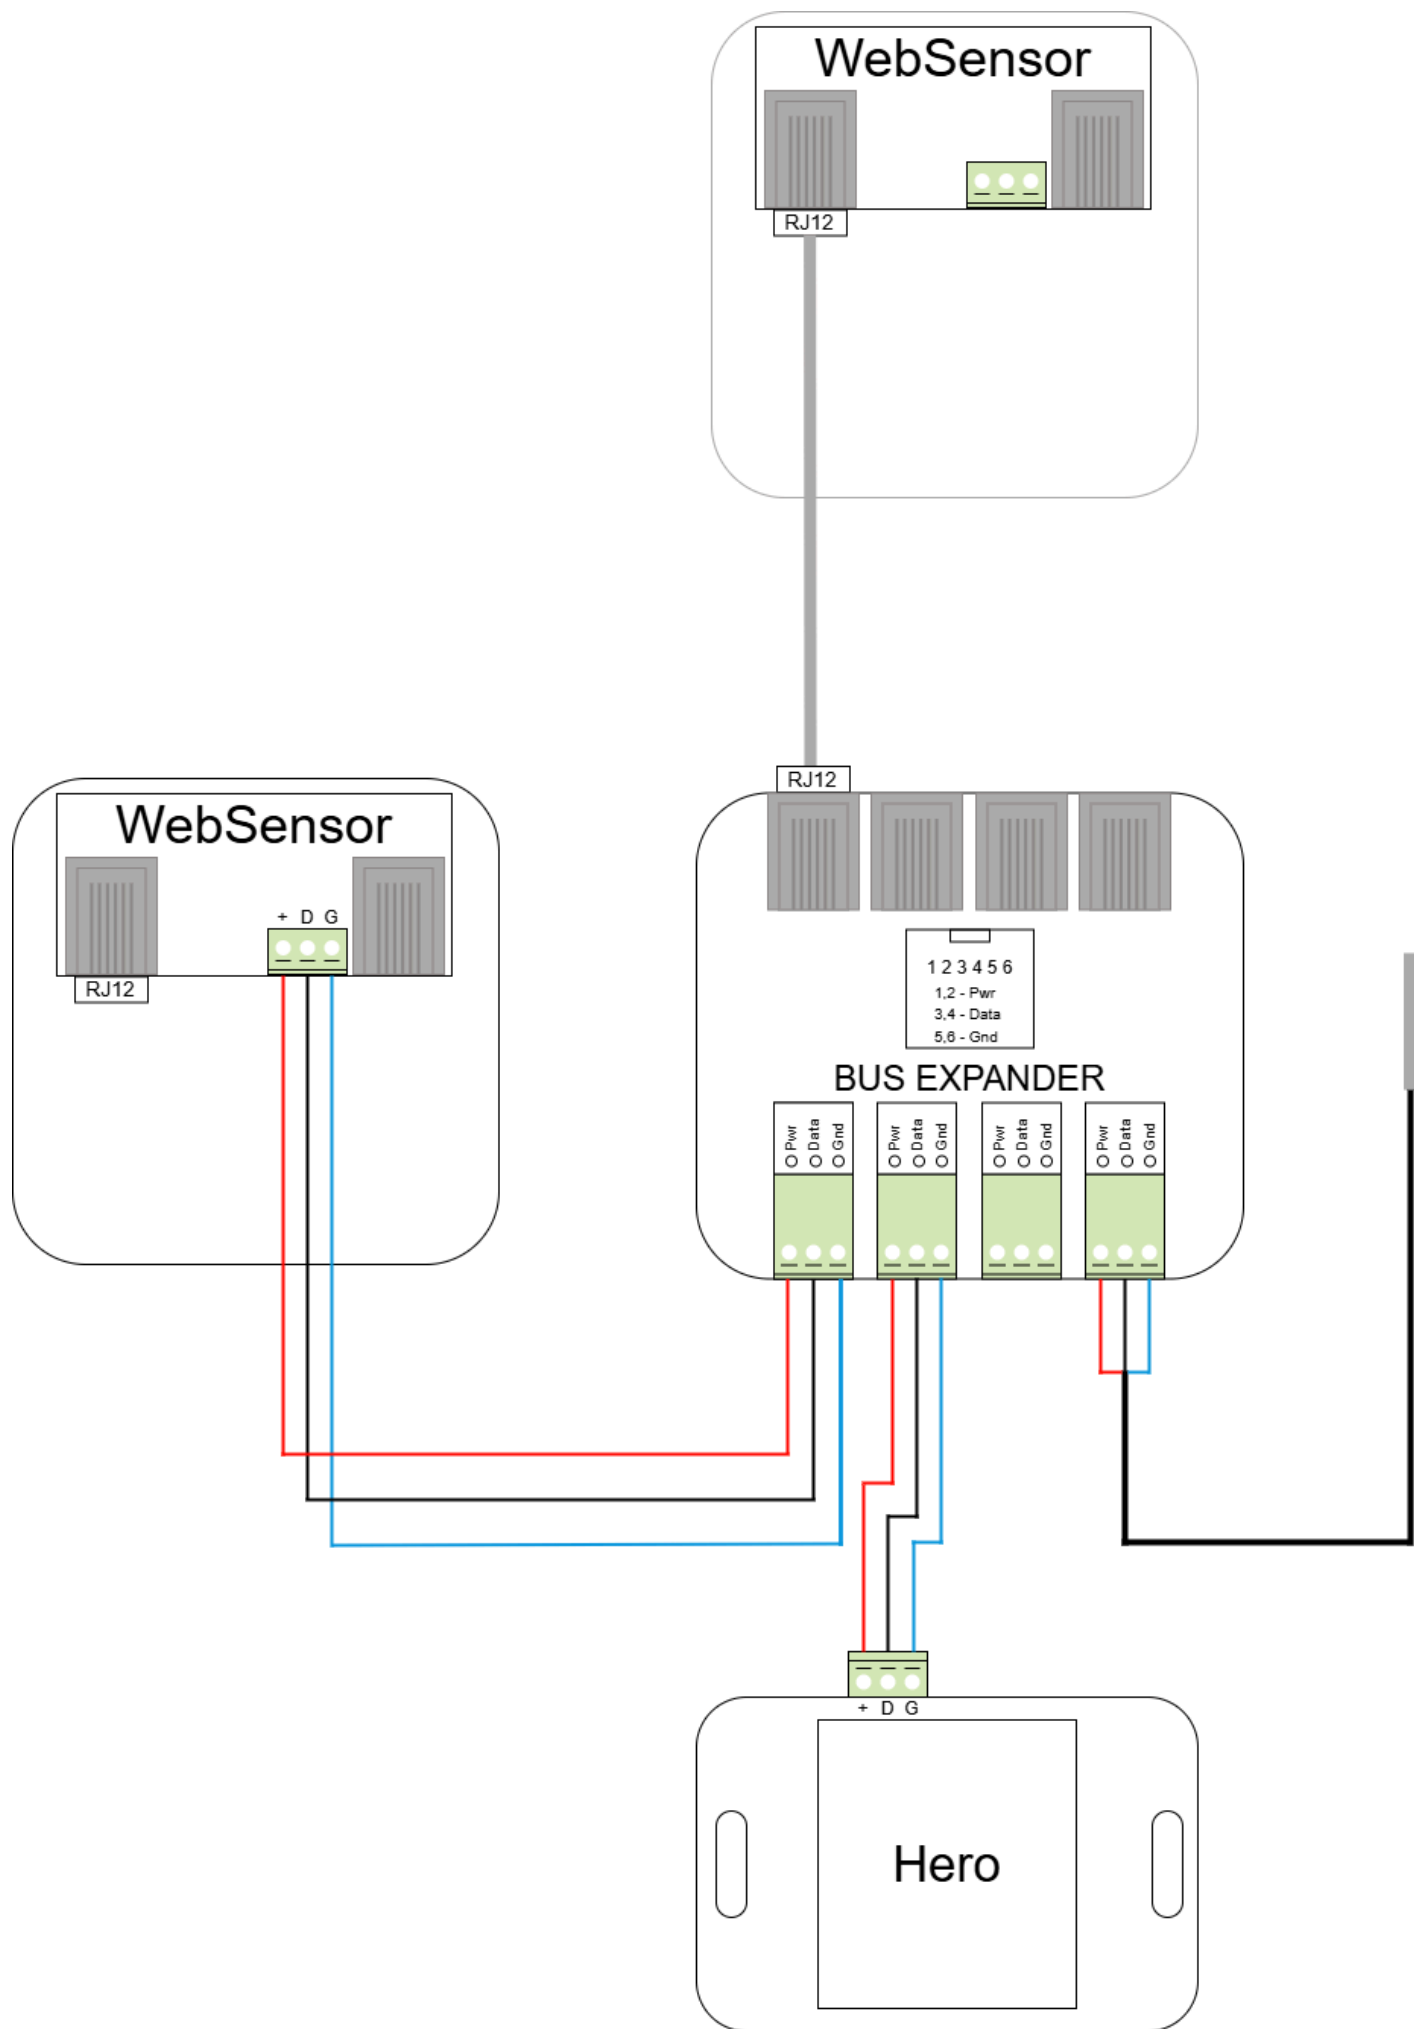 WebSensor
RJ12
RJ12
WebSensor
+ D G
RJ12
1 2 3 4 5 6
1,2 - Pwr
3,4 - Data
5,6 - Gnd
BUS EXPANDER
Pwr Data Gnd Pwr Data Gnd Pwr Data Gnd Pwr Data Gnd
+ D G
Hero